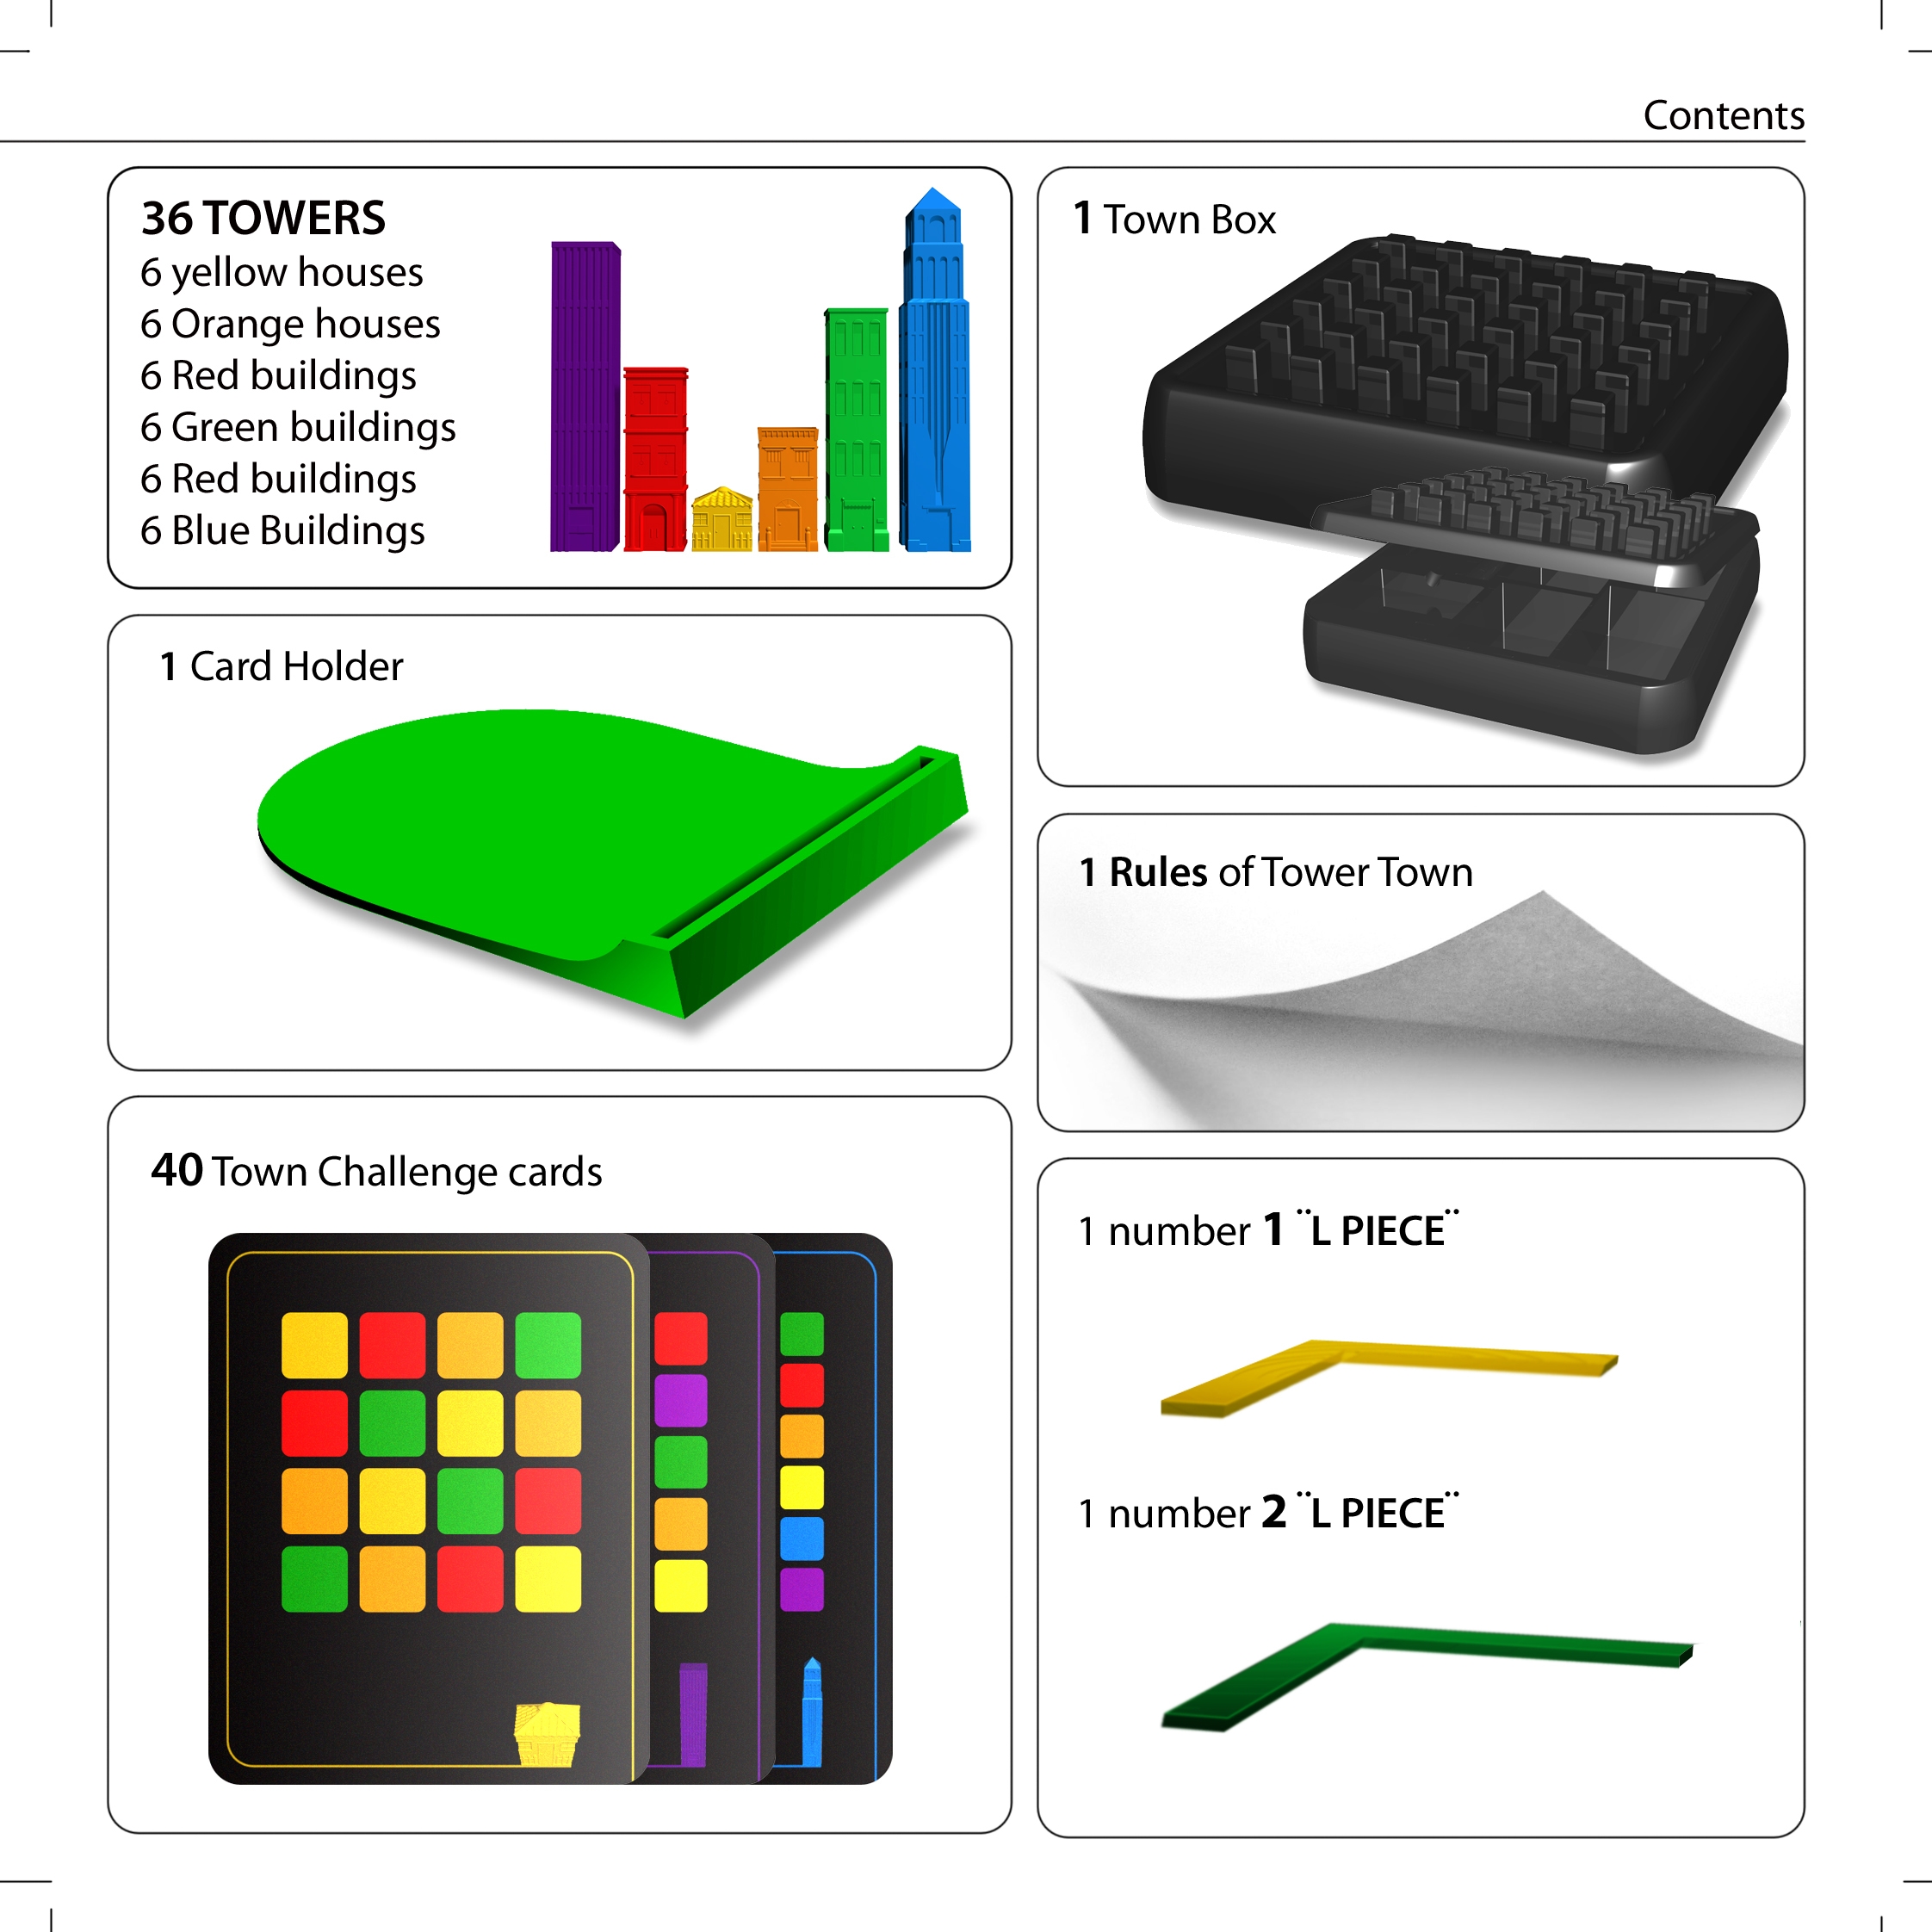 Contents
36 TOWERS
6 yellow houses
6 Orange houses
6 Red buildings
6 Green buildings
6 Red buildings
6 Blue Buildings
1 Card Holder
40 Town Challenge cards
1 Town Box
1 Rules of Tower Town
1 number 1 ¨L PIECE¨
1 number 2 ¨L PIECE¨